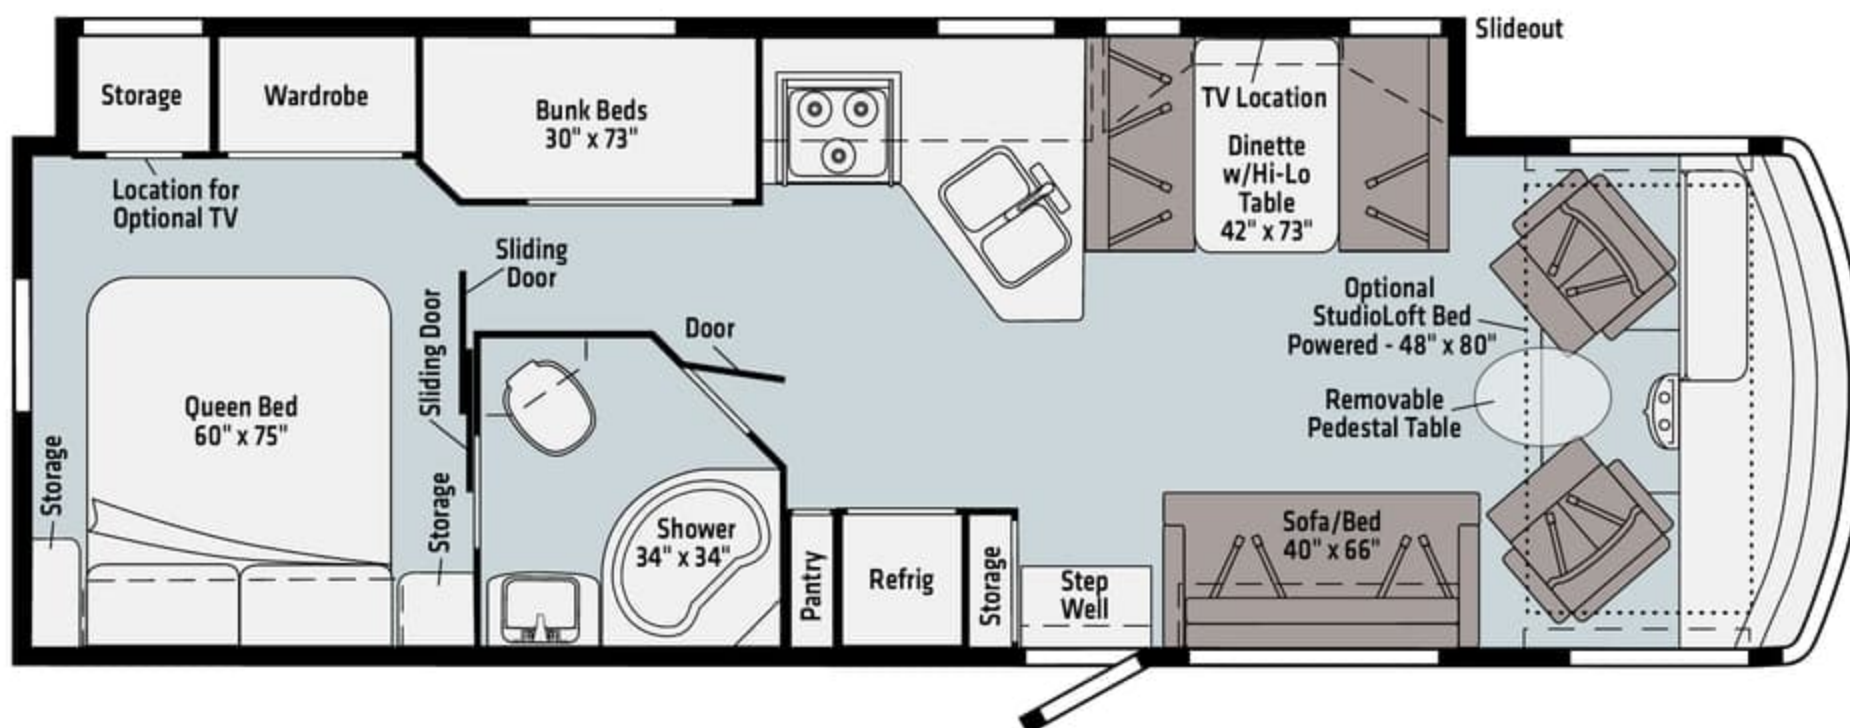 Slideout
Storage
Wardrobe
Bunk Beds
30" x 73"
TV Location
Dinette
w/Hi-Lo
Table
42" x 73"
Location for
Optional TV
Sliding
Door
Sliding Door
Door
Optional
StudioLoft Bed
Powered - 48" x 80"
Removable
Pedestal Table
Queen Bed
60" x 75"
Storage
Storage
Shower
34" x 34"
Pantry
Refrig
Storage
Step
Well
Sofa/Bed
40" x 66"